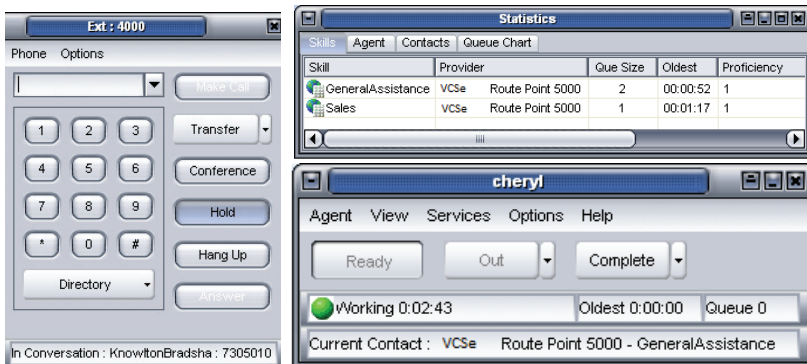 Ext : 4000
Phone Options
Make Call
1 2 3 Transfer
4 5 6 Conference
7 8 9 Hold
* 0 # Hang Up
Directory Answer
In Conversation : KnowltonBradsha : 7305010
Statistics
Skills Agent Contacts Queue Chart
Skill Provider Que Size Oldest Proficiency
GeneralAssistance VCSe Route Point 5000 2 00:00:52 1
Sales VCSe Route Point 5000 1 00:01:17 1
cheryl
Agent View Services Options Help
Ready Out Complete
Working 0:02:43 Oldest 0:00:00 Queue 0
Current Contact : VCSe Route Point 5000 - GeneralAssistance